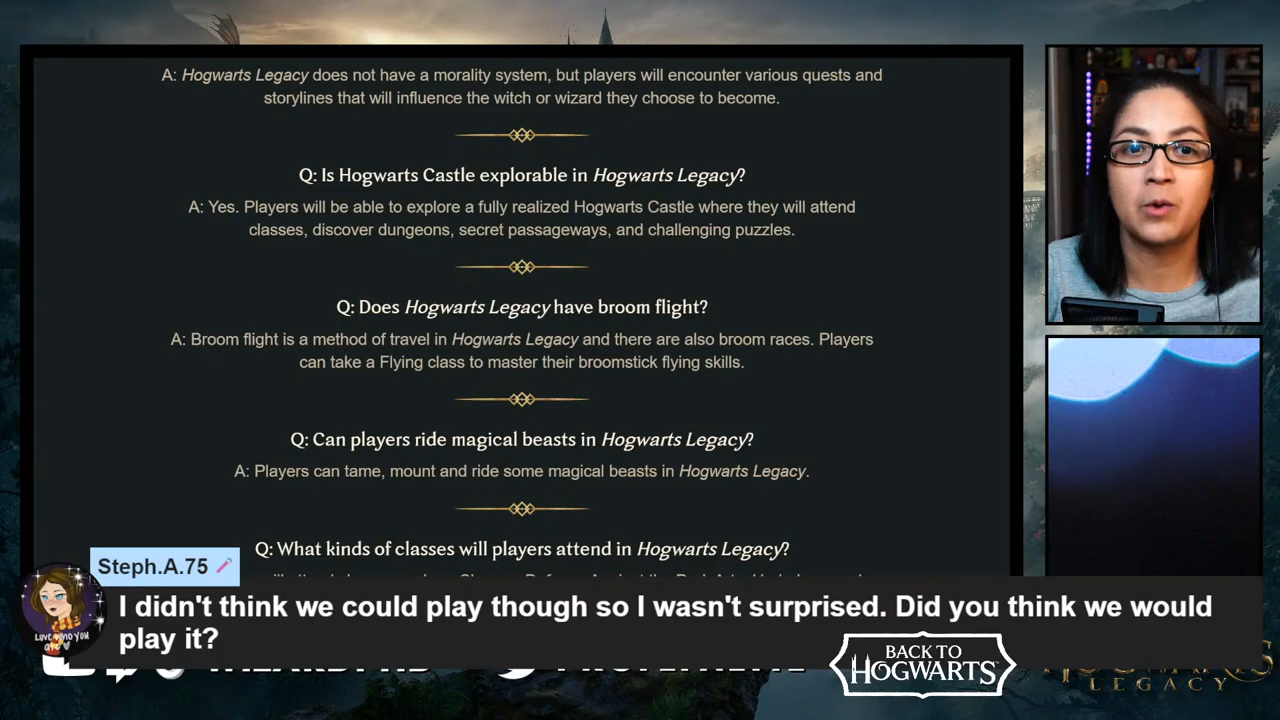 A: Hogwarts Legacy does not have a morality system, but players will encounter various quests and
storylines that will influence the witch or wizard they choose to become.
Q: Is Hogwarts Castle explorable in Hogwarts Legacy?
A: Yes. Players will be able to explore a fully realized Hogwarts Castle where they will attend
classes, discover dungeons, secret passageways, and challenging puzzles.
Q: Does Hogwarts Legacy have broom flight?
A: Broom flight is a method of travel in Hogwarts Legacy and there are also broom races. Players
can take a Flying class to master their broomstick flying skills.
Q: Can players ride magical beasts in Hogwarts Legacy?
A: Players can tame, mount and ride some magical beasts in Hogwarts Legacy.
Q: What kinds of classes will players attend in Hogwarts Legacy?
Steph.A.75
I didn't think we could play though so I wasn't surprised. Did you think we would
play it?
BACK TO
HOGWARTS
LEGACY